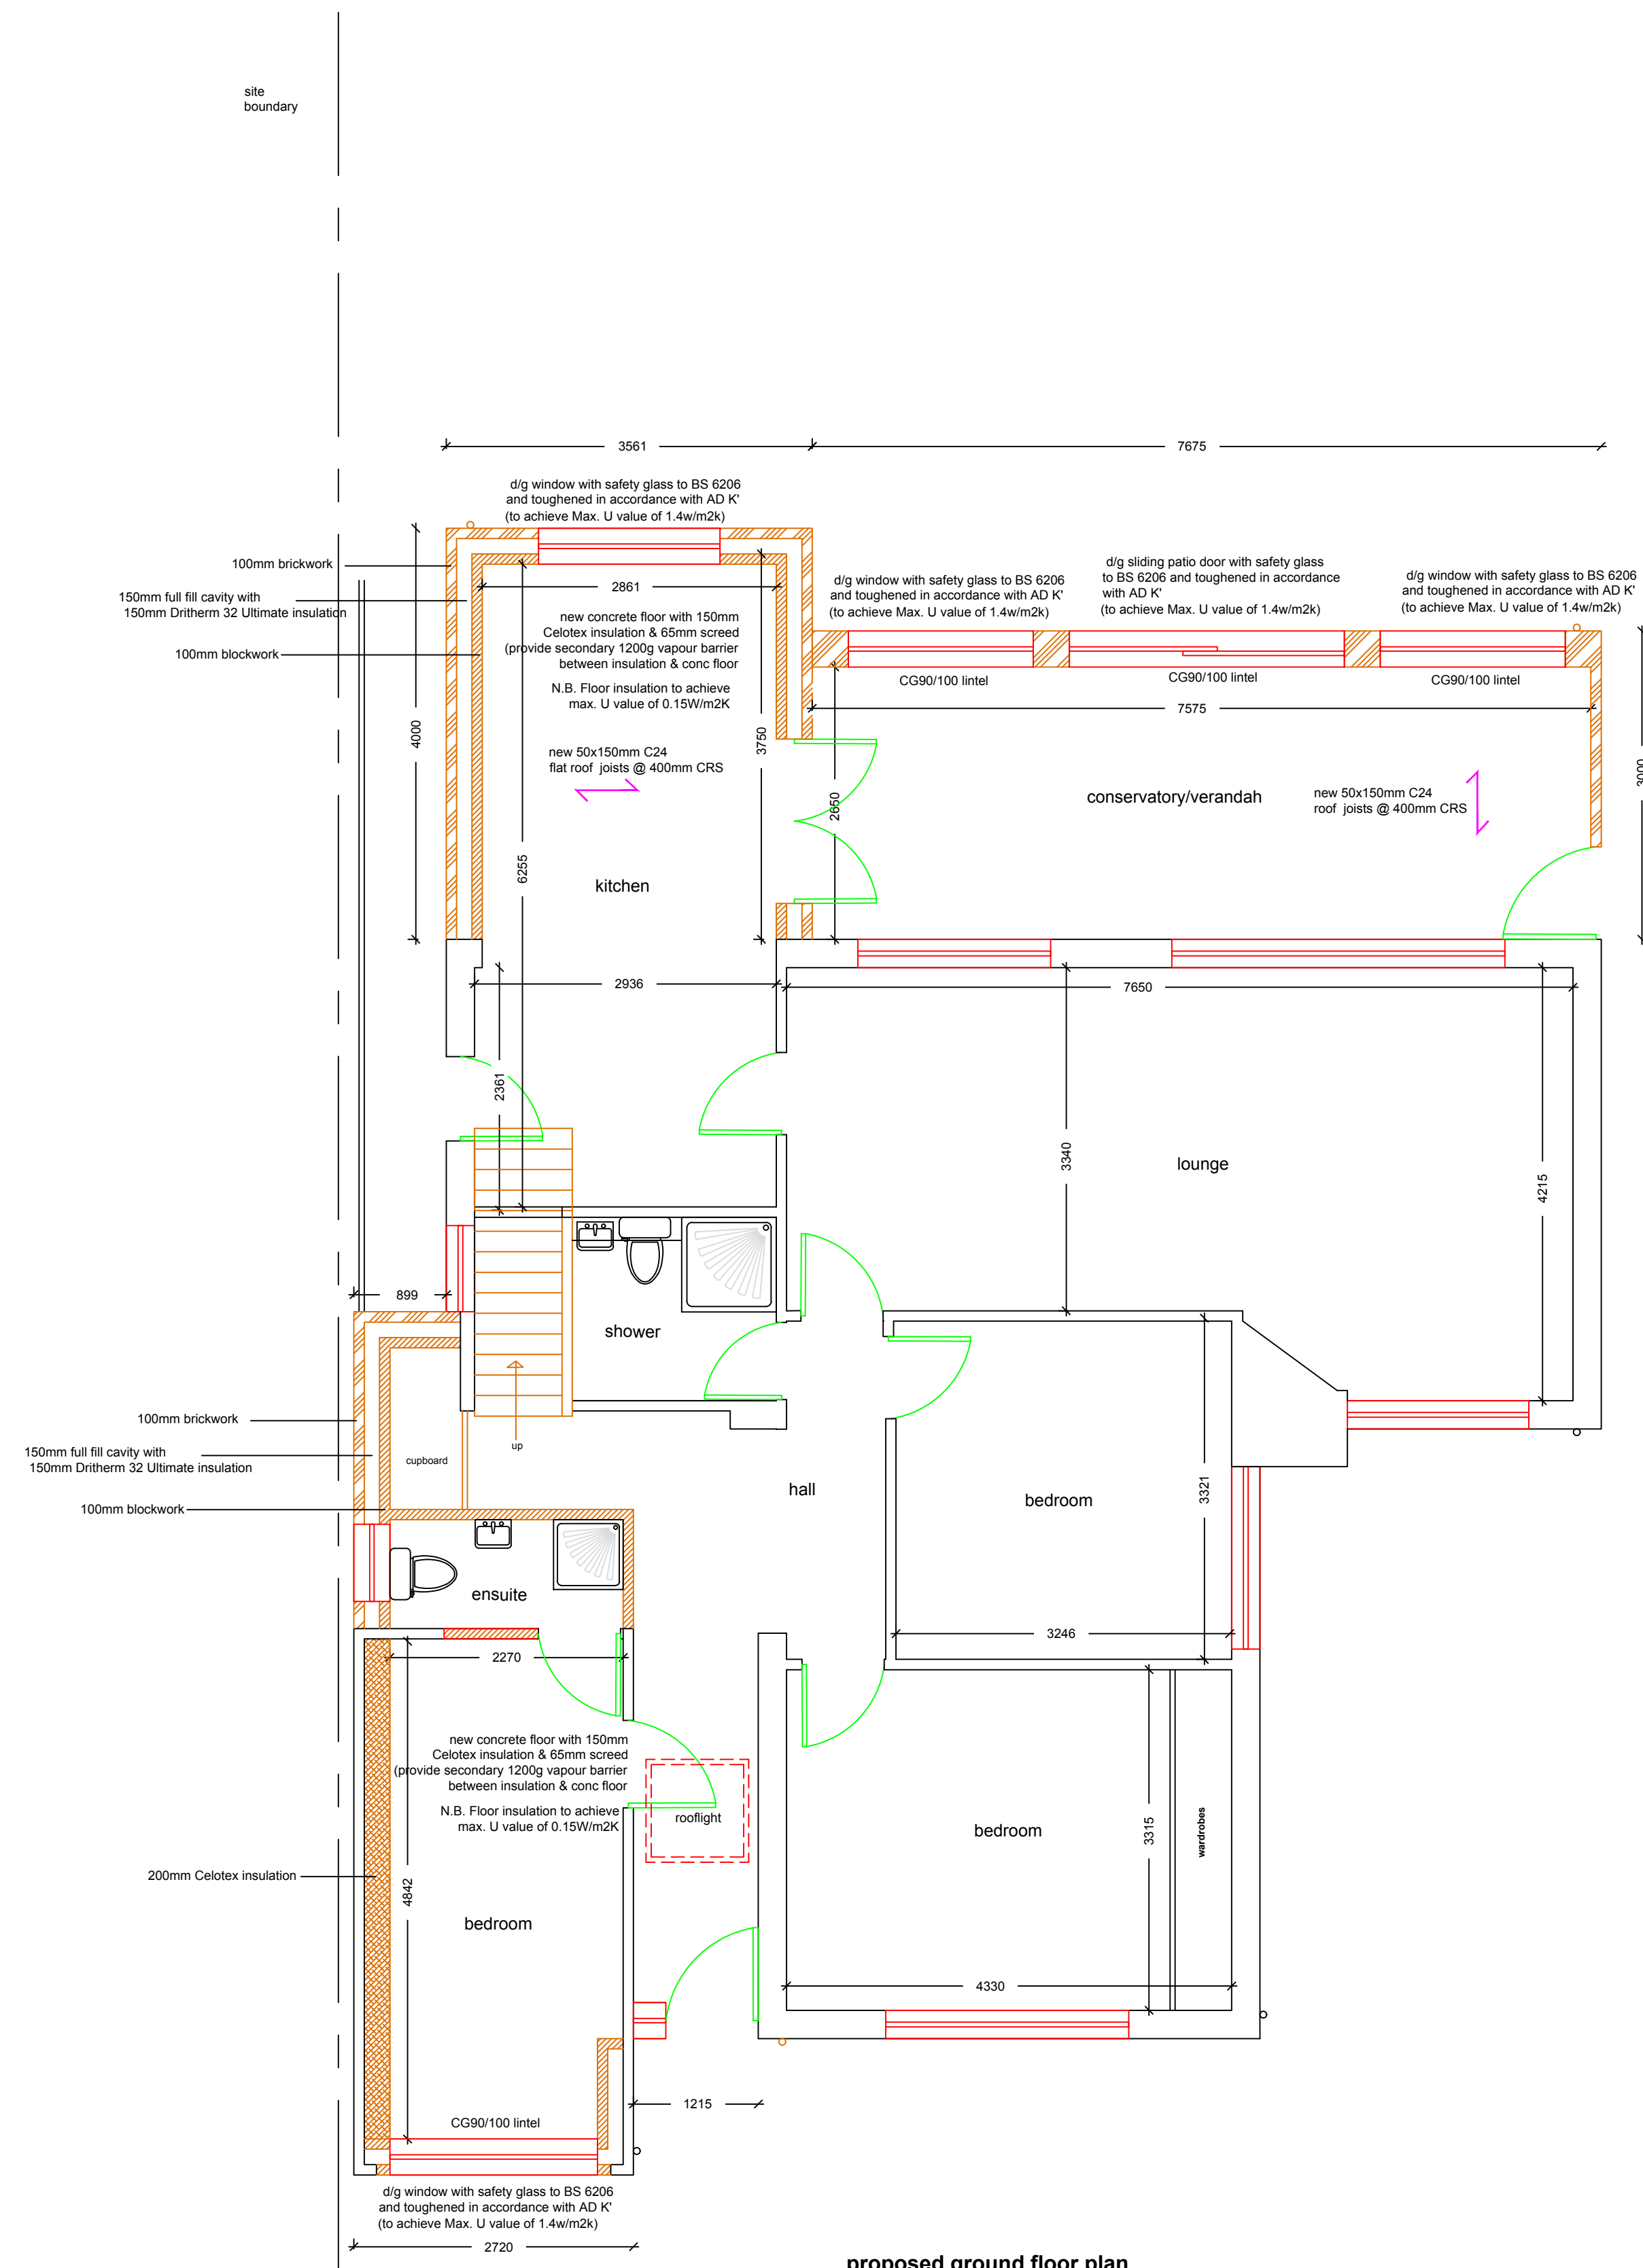 site
boundary
3561
7675
d/g window with safety glass to BS 6206
and toughened in accordance with AD K'
(to achieve Max. U value of 1.4w/m2k)
100mm brickwork
150mm full fill cavity with
150mm Dritherm 32 Ultimate insulation
100mm blockwork
2861
new concrete floor with 150mm
Celotex insulation & 65mm screed
(provide secondary 1200g vapour barrier
between insulation & conc floor
N.B. Floor insulation to achieve
max. U value of 0.15W/m2K
new 50x150mm C24
flat roof joists @ 400mm CRS
d/g window with safety glass to BS 6206
and toughened in accordance with AD K'
(to achieve Max. U value of 1.4w/m2k)
d/g sliding patio door with safety glass
to BS 6206 and toughened in accordance
with AD K'
(to achieve Max. U value of 1.4w/m2k)
d/g window with safety glass to BS 6206
and toughened in accordance with AD K'
(to achieve Max. U value of 1.4w/m2k)
CG90/100 lintel
CG90/100 lintel
CG90/100 lintel
7575
4000
3750
2650
3000
6255
conservatory/verandah
new 50x150mm C24
roof joists @ 400mm CRS
kitchen
2936
7650
2361
3340
lounge
4215
899
shower
100mm brickwork
150mm full fill cavity with
150mm Dritherm 32 Ultimate insulation
100mm blockwork
cupboard
up
hall
bedroom
3321
ensuite
3246
2270
new concrete floor with 150mm
Celotex insulation & 65mm screed
(provide secondary 1200g vapour barrier
between insulation & conc floor
N.B. Floor insulation to achieve
max. U value of 0.15W/m2K
rooflight
bedroom
3315
wardrobes
200mm Celotex insulation
4842
bedroom
4330
1215
CG90/100 lintel
d/g window with safety glass to BS 6206
and toughened in accordance with AD K'
(to achieve Max. U value of 1.4w/m2k)
2720
proposed ground floor plan